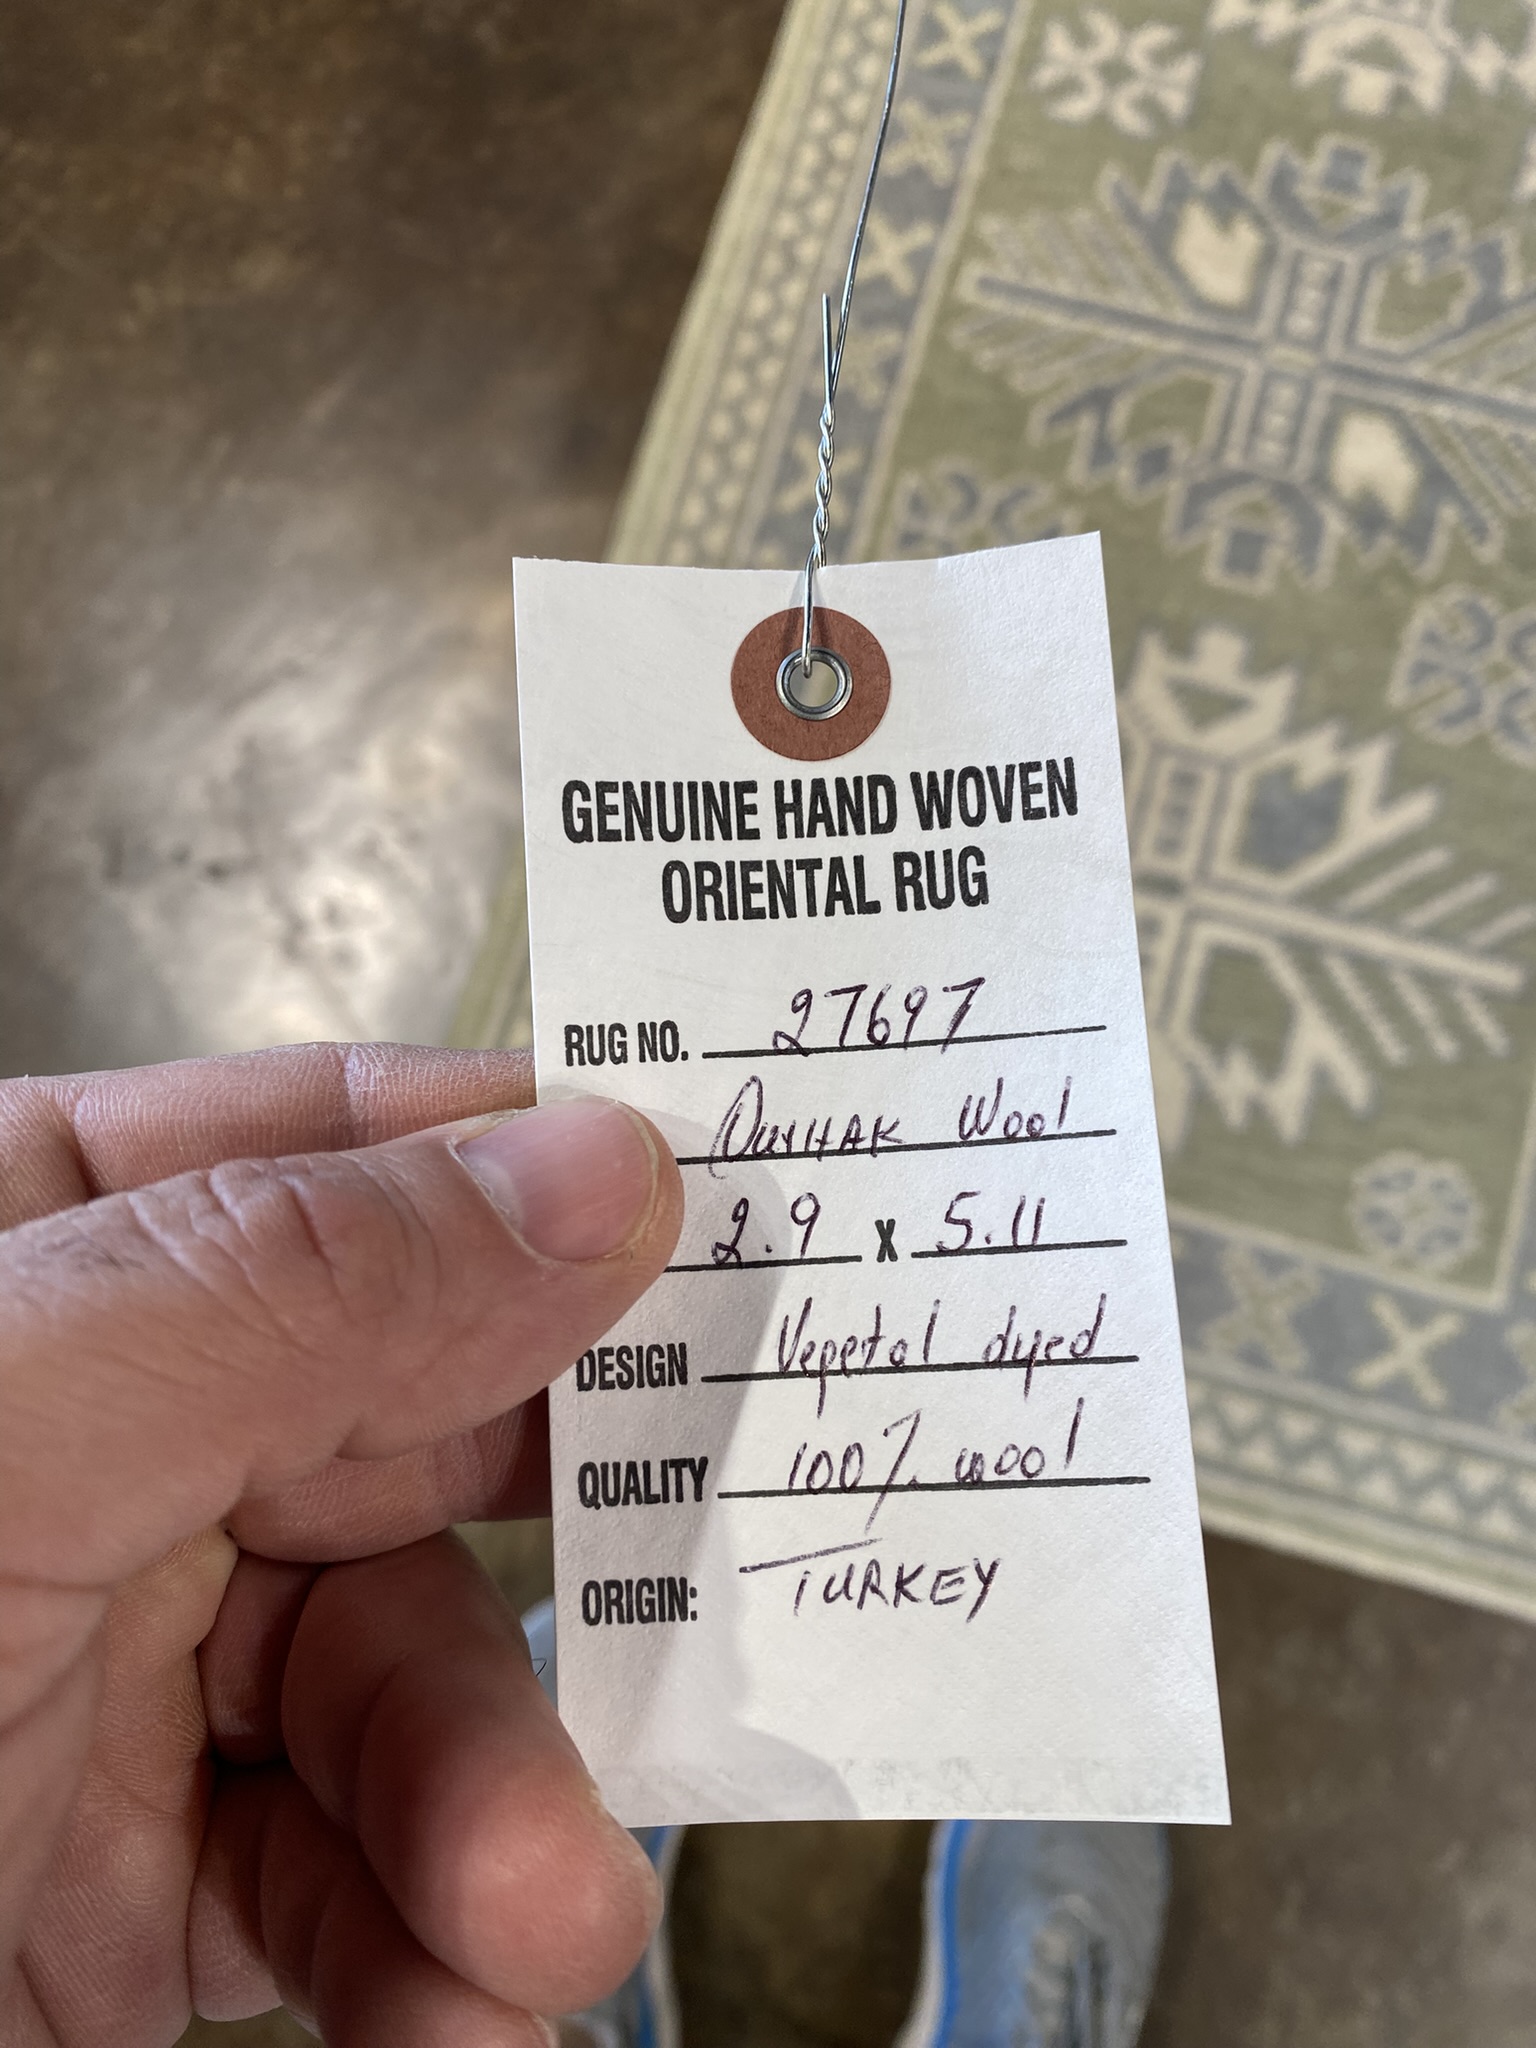 GENUINE HAND WOVEN
ORIENTAL RUG
RUG NO. 27697
Wool
2.9 X 5.11
DESIGN Vegetal dyed
QUALITY 100% wool
ORIGIN: TURKEY